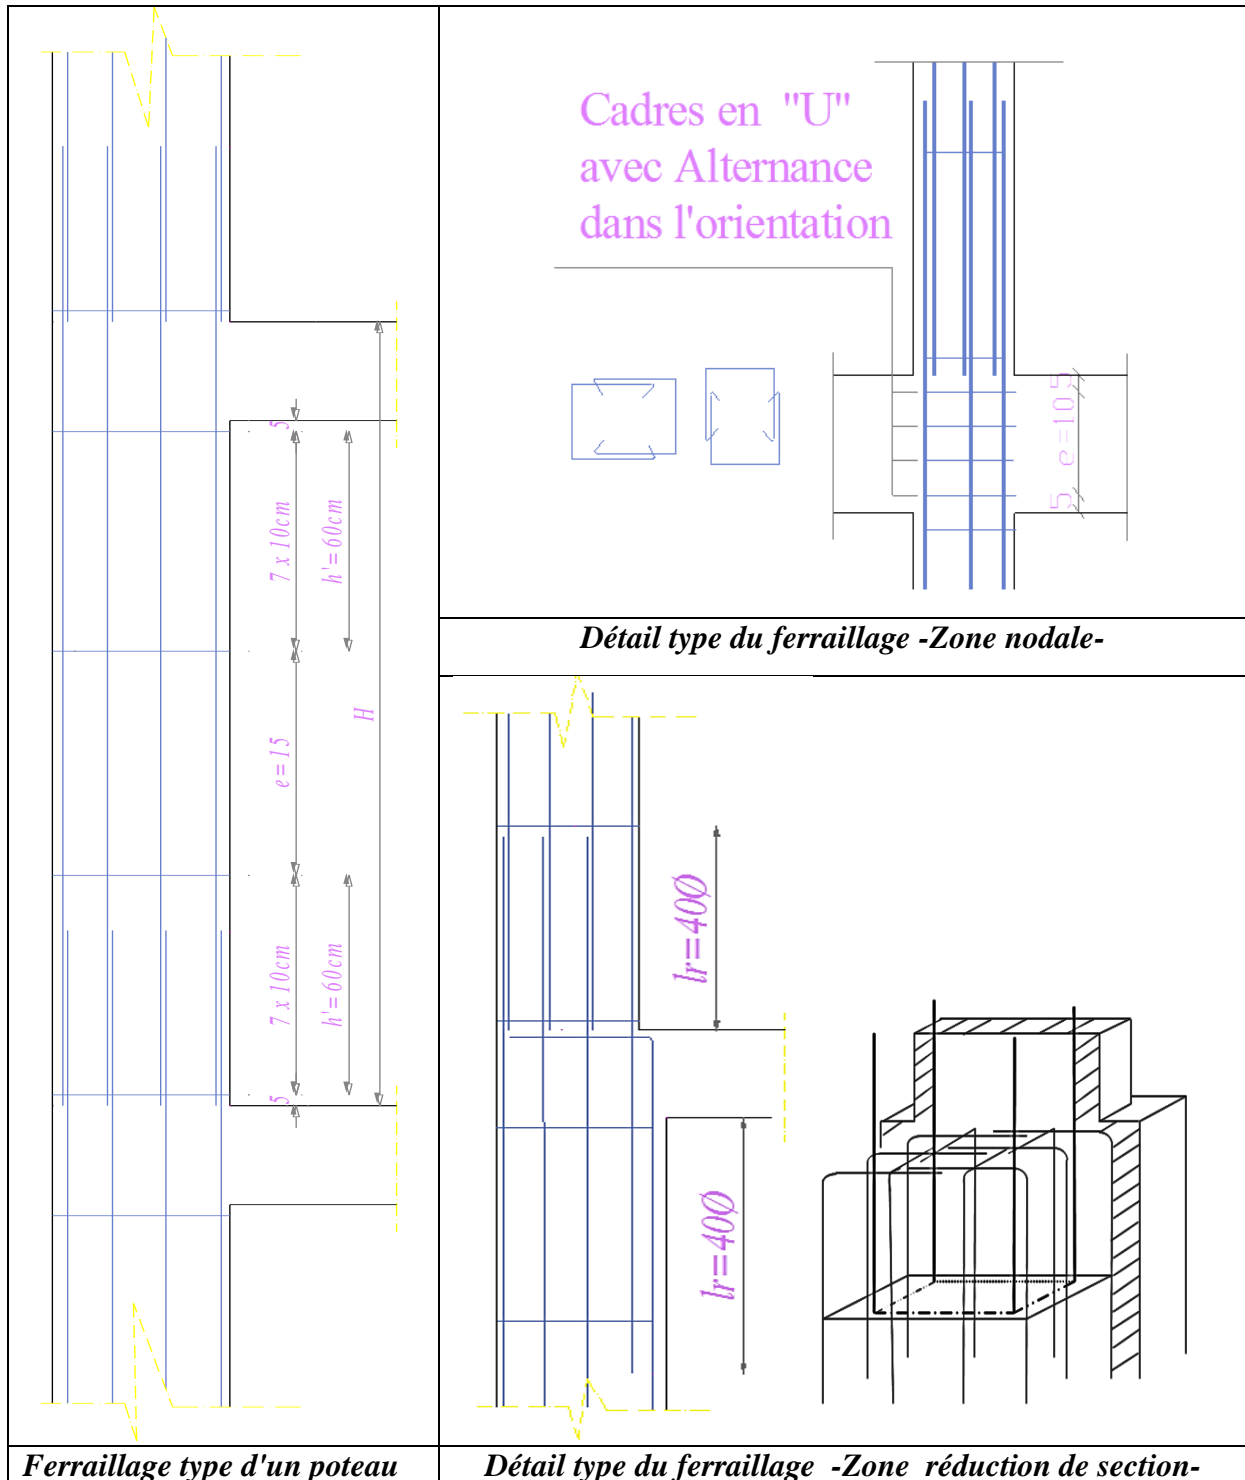 Cadres en "U"
avec Alternance
dans l'orientation
5 e=10 5
Détail type du ferraillage -Zone nodale-
5
7 x 10cm
h'=60cm
e=15
H
7 x 10cm
h'=60cm
5
Ferraillage type d'un poteau
lr=40Ø
lr=40Ø
Détail type du ferraillage -Zone réduction de section-